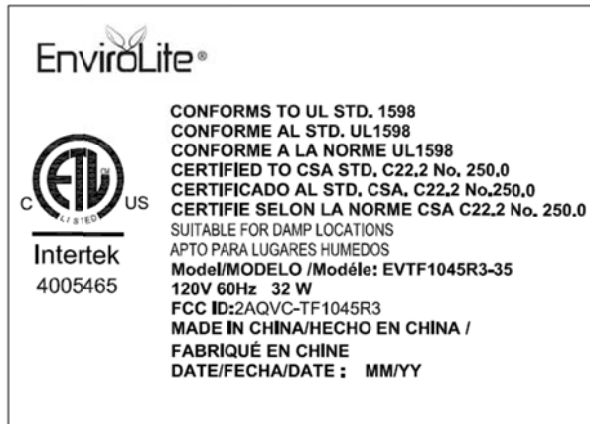 EnviroLite®
CONFORMS TO UL STD. 1598
CONFORME AL STD. UL1598
CONFORME A LA NORME UL1598
CERTIFIED TO CSA STD. C22.2 No. 250.0
CERTIFICADO AL STD. CSA. C22.2 No.250.0
CERTIFIE SELON LA NORME CSA C22.2 No. 250.0
SUITABLE FOR DAMP LOCATIONS
APTO PARA LUGARES HUMEDOS
Model/MODELO /Modéle: EVTF1045R3-35
120V 60Hz 32 W
FCC ID:2AQVC-TF1045R3
MADE IN CHINA/HECHO EN CHINA /
FABRIQUÉ EN CHINE
DATE/FECHA/DATE : MM/YY
ETL
C US
LISTED
Intertek
4005465